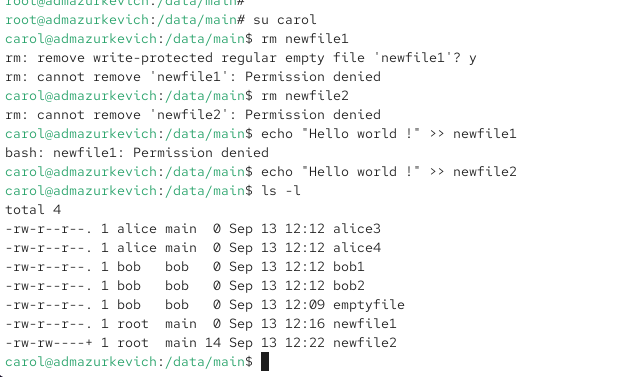 root@admazurkevich:/data/main#
root@admazurkevich:/data/main# su carol
carol@admazurkevich:/data/main$ rm newfile1
rm: remove write-protected regular empty file 'newfile1'? y
rm: cannot remove 'newfile1': Permission denied
carol@admazurkevich:/data/main$ rm newfile2
rm: cannot remove 'newfile2': Permission denied
carol@admazurkevich:/data/main$ echo "Hello world !" >> newfile1
bash: newfile1: Permission denied
carol@admazurkevich:/data/main$ echo "Hello world !" >> newfile2
carol@admazurkevich:/data/main$ ls -l
total 4
-rw-r--r--. 1 alice main  0 Sep 13 12:12 alice3
-rw-r--r--. 1 alice main  0 Sep 13 12:12 alice4
-rw-r--r--. 1 bob   bob   0 Sep 13 12:12 bob1
-rw-r--r--. 1 bob   bob   0 Sep 13 12:12 bob2
-rw-r--r--. 1 bob   bob   0 Sep 13 12:09 emptyfile
-rw-r--r--. 1 root  main  0 Sep 13 12:16 newfile1
-rw-rw----+ 1 root  main 14 Sep 13 12:22 newfile2
carol@admazurkevich:/data/main$